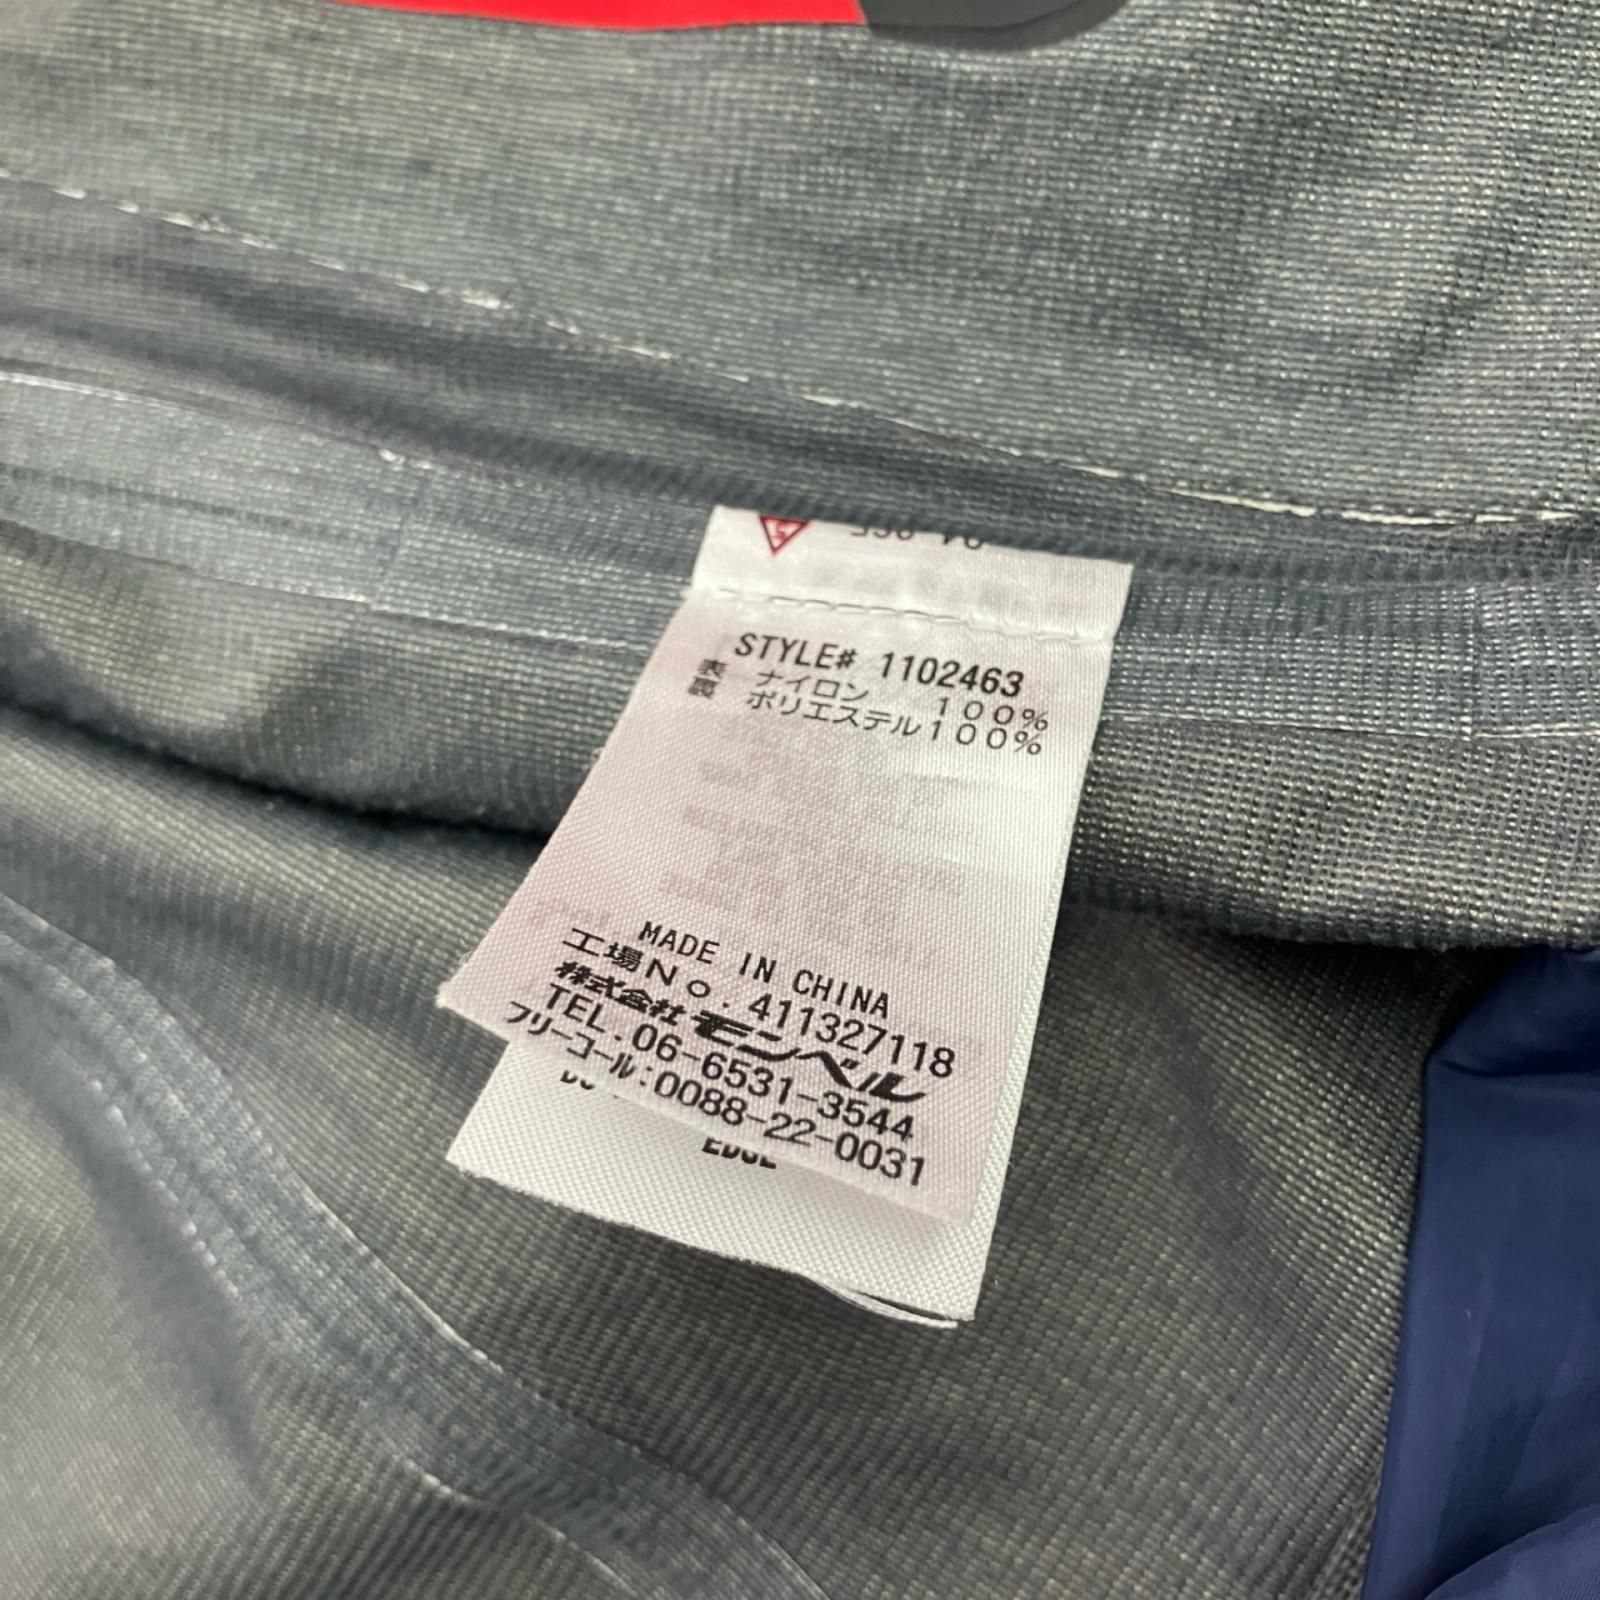 STYLE# 1102463
表 ナイロン 100%
裏 ポリエステル100%
MADE IN CHINA
工場No. 411327118
株式会社モンベル
TEL.06-6531-3544
フリーコール:0088-22-0031
EDGE